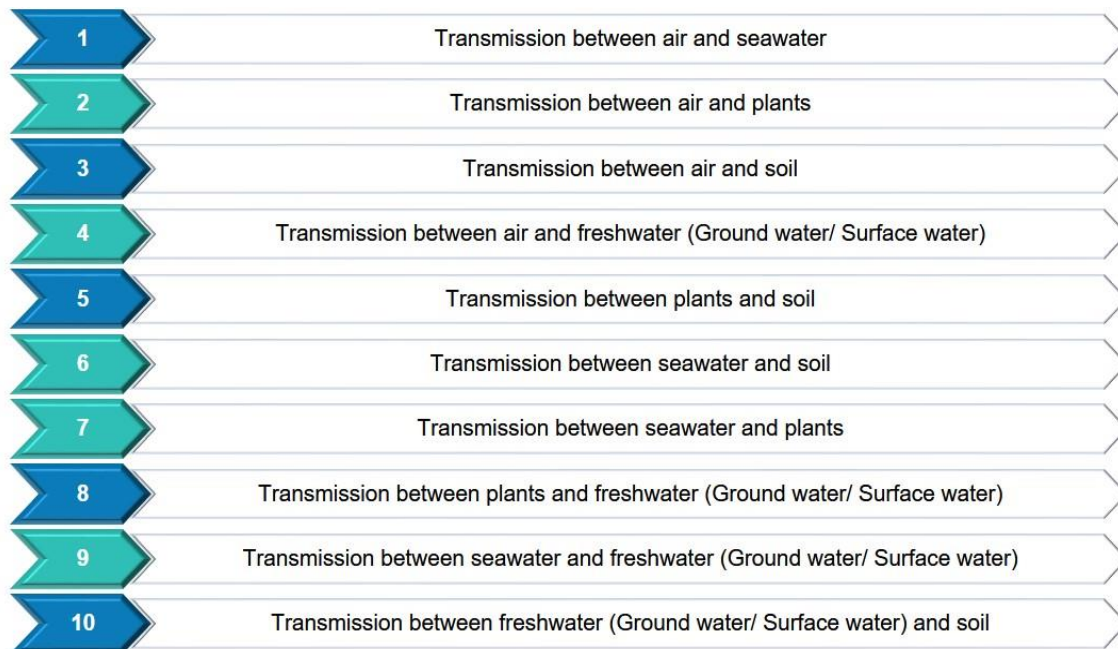 1 Transmission between air and seawater
2 Transmission between air and plants
3 Transmission between air and soil
4 Transmission between air and freshwater (Ground water/ Surface water)
5 Transmission between plants and soil
6 Transmission between seawater and soil
7 Transmission between seawater and plants
8 Transmission between plants and freshwater (Ground water/ Surface water)
9 Transmission between seawater and freshwater (Ground water/ Surface water)
10 Transmission between freshwater (Ground water/ Surface water) and soil